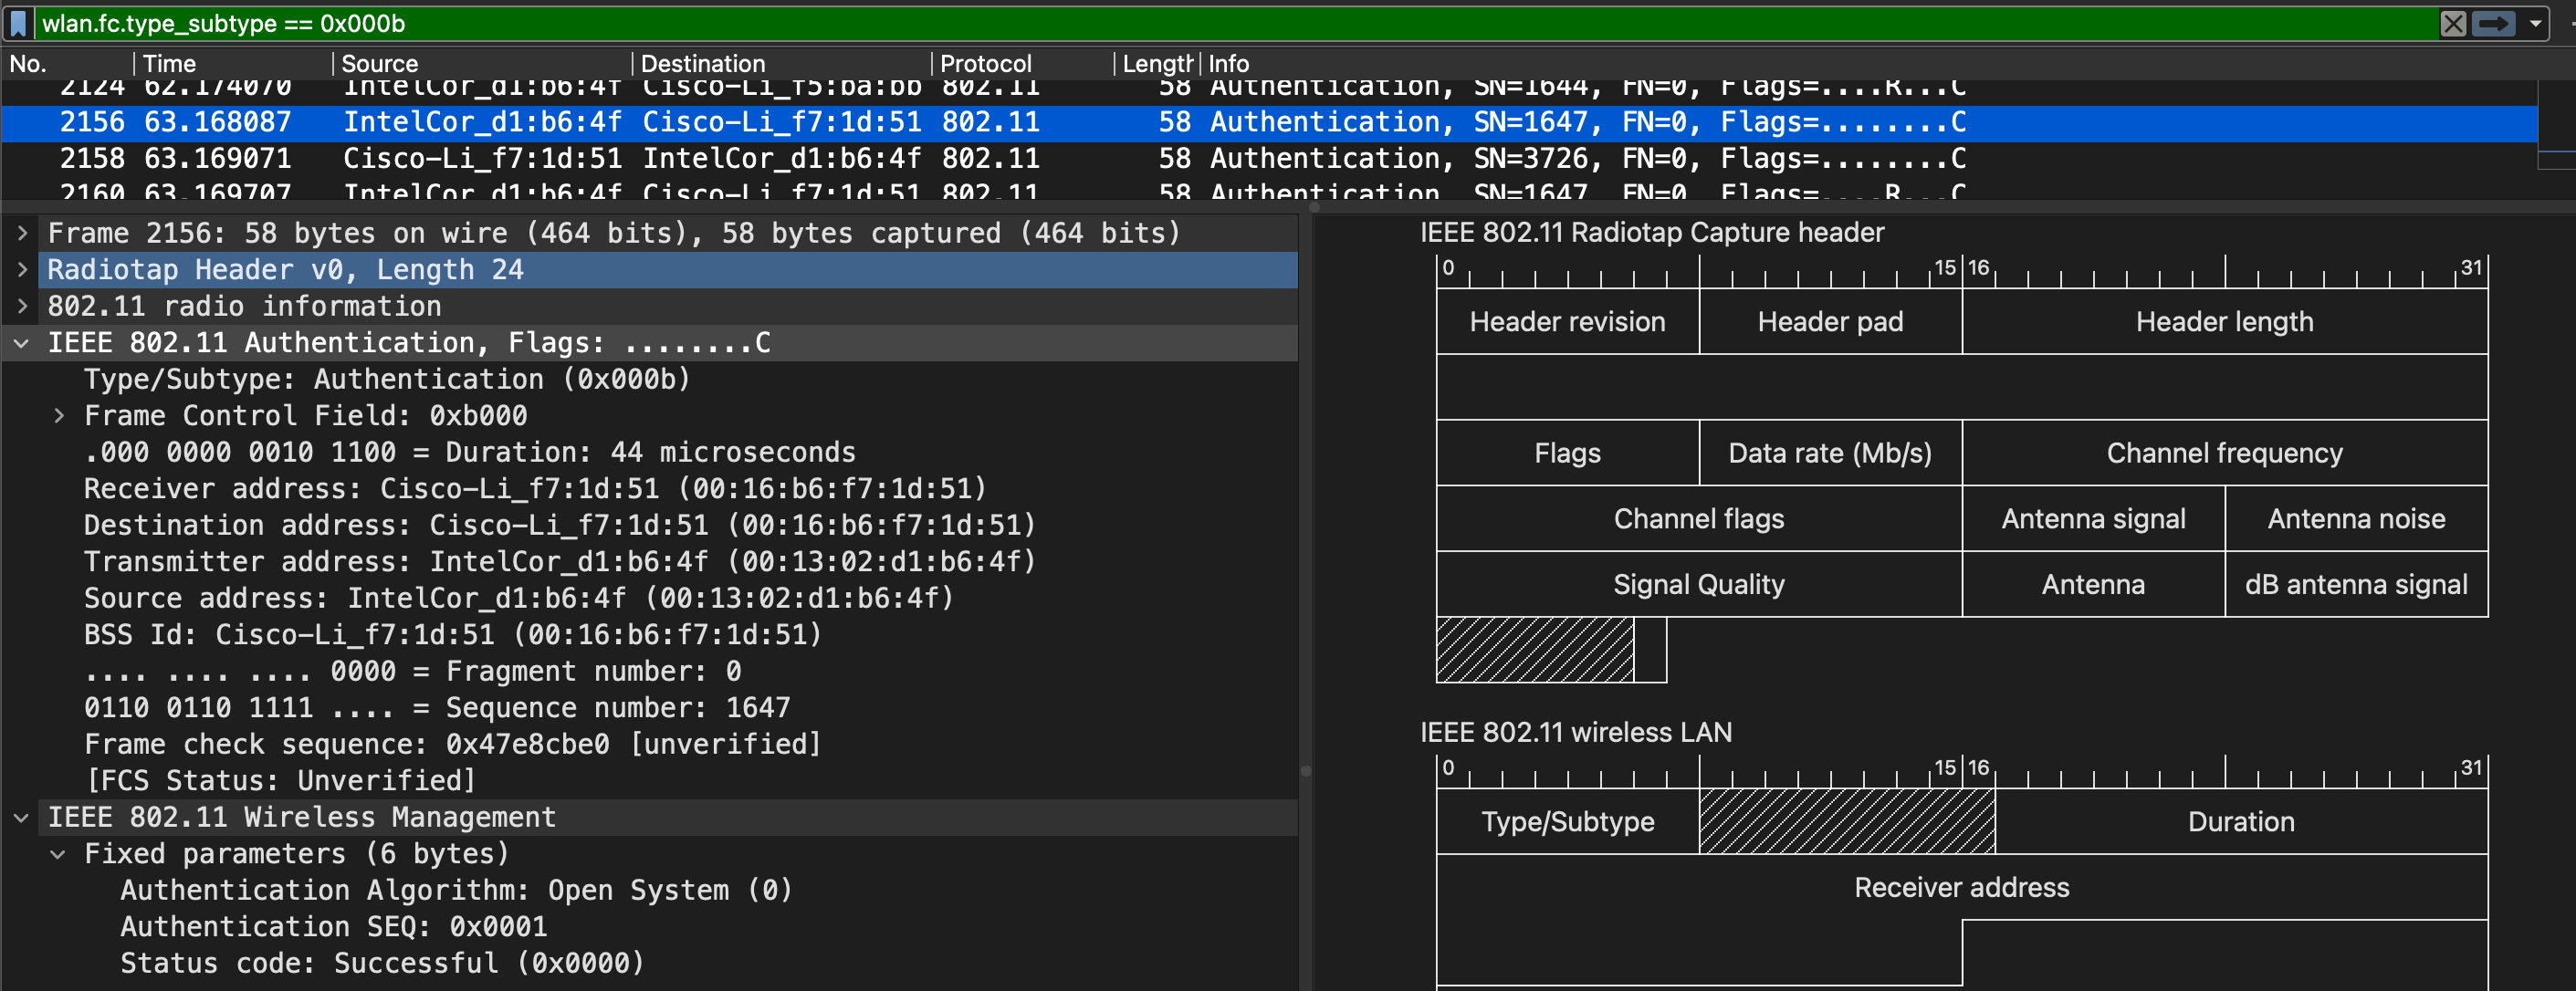 wlan.fc.type_subtype == 0x000b
No. Time Source Destination Protocol Length Info
2124 62.174070 IntelCor_d1:b6:4f Cisco-Li_f5:ba:bb 802.11 58 Authentication, SN=1644, FN=0, Flags=....R...C
2156 63.168087 IntelCor_d1:b6:4f Cisco-Li_f7:1d:51 802.11 58 Authentication, SN=1647, FN=0, Flags=........C
2158 63.169071 Cisco-Li_f7:1d:51 IntelCor_d1:b6:4f 802.11 58 Authentication, SN=3726, FN=0, Flags=........C
2160 63.169707 IntelCor_d1:b6:4f Cisco-Li_f7:1d:51 802.11 58 Authentication, SN=1647, FN=0, Flags=....R...C
Frame 2156: 58 bytes on wire (464 bits), 58 bytes captured (464 bits)
Radiotap Header v0, Length 24
802.11 radio information
IEEE 802.11 Authentication, Flags: ........C
Type/Subtype: Authentication (0x000b)
Frame Control Field: 0xb000
.000 0000 0010 1100 = Duration: 44 microseconds
Receiver address: Cisco-Li_f7:1d:51 (00:16:b6:f7:1d:51)
Destination address: Cisco-Li_f7:1d:51 (00:16:b6:f7:1d:51)
Transmitter address: IntelCor_d1:b6:4f (00:13:02:d1:b6:4f)
Source address: IntelCor_d1:b6:4f (00:13:02:d1:b6:4f)
BSS Id: Cisco-Li_f7:1d:51 (00:16:b6:f7:1d:51)
.... .... .... 0000 = Fragment number: 0
0110 0110 1111 .... = Sequence number: 1647
Frame check sequence: 0x47e8cbe0 [unverified]
[FCS Status: Unverified]
IEEE 802.11 Wireless Management
Fixed parameters (6 bytes)
Authentication Algorithm: Open System (0)
Authentication SEQ: 0x0001
Status code: Successful (0x0000)
IEEE 802.11 Radiotap Capture header
0 15 16 31
Header revision Header pad Header length
Flags Data rate (Mb/s) Channel frequency
Channel flags Antenna signal Antenna noise
Signal Quality Antenna dB antenna signal
IEEE 802.11 wireless LAN
0 15 16 31
Type/Subtype Duration
Receiver address